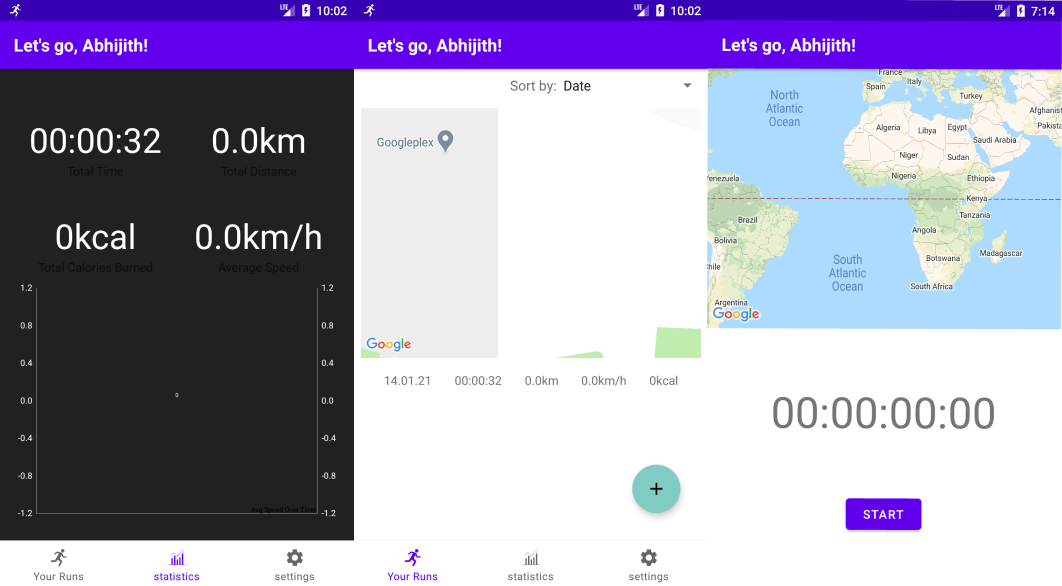 LTE 10:02
Let's go, Abhijith!
00:00:32 0.0km
Total Time Total Distance
0kcal 0.0km/h
Total Calories Burned Average Speed
1.2 1.2
0.8 0.8
0.4 0.4
0.0 0 0.0
-0.4 -0.4
-0.8 -0.8
Avg Speed Over Time
-1.2 -1.2
Your Runs statistics settings
LTE 10:02
Let's go, Abhijith!
Sort by: Date
Googleplex
Google
14.01.21 00:00:32 0.0km 0.0km/h 0kcal
+
Your Runs statistics settings
LTE 7:14
Let's go, Abhijith!
France
Spain Italy
Turkey
North
Atlantic
Ocean
Afghanis
Pakista
Algeria Libya Egypt
Saudi Arabia
Niger Sudan
Nigeria Ethiopia
Venezuela
Kenya
Tanzania
Brazil
Angola
Bolivia
Madagascar
Botswana
South
Atlantic
Ocean
hile
South Africa
Argentina
Google
00:00:00:00
START